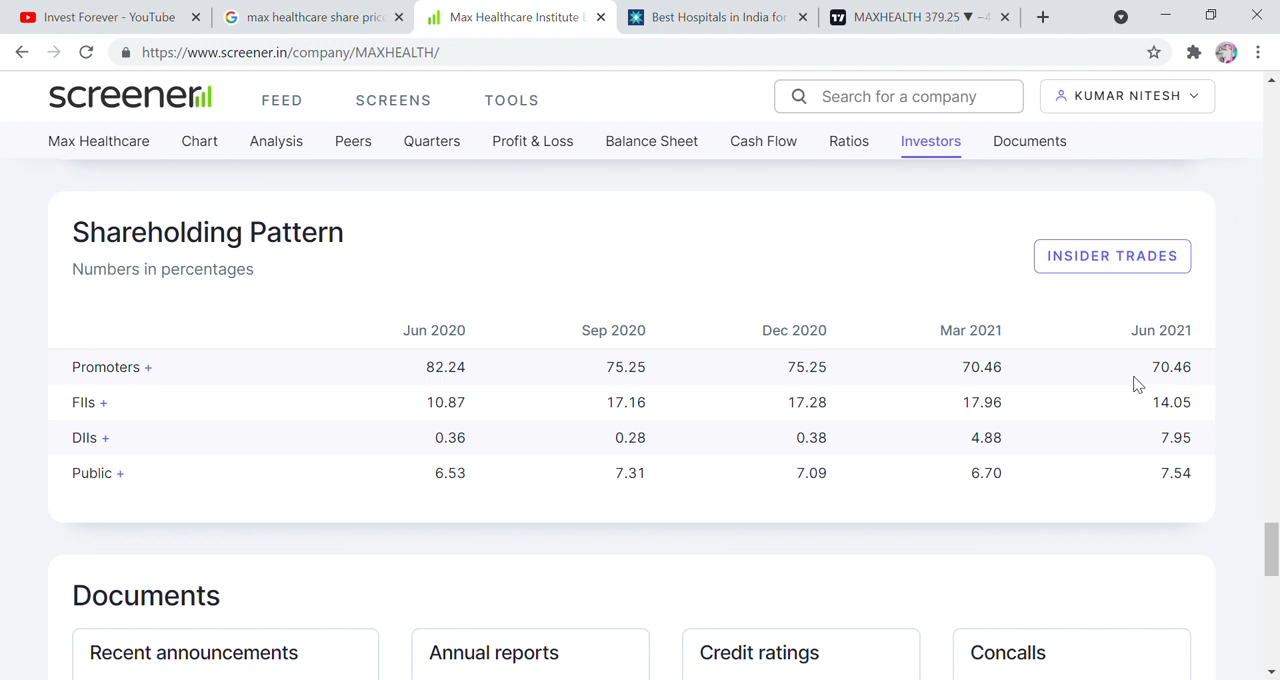 Invest Forever - YouTube
max healthcare share pric
Max Healthcare Institute L
Best Hospitals in India for
MAXHEALTH 379.25 ▼ −4
https://www.screener.in/company/MAXHEALTH/
screener
FEED SCREENS TOOLS
Search for a company
KUMAR NITESH
Max Healthcare Chart Analysis Peers Quarters Profit & Loss Balance Sheet Cash Flow Ratios Investors Documents
Shareholding Pattern
Numbers in percentages
INSIDER TRADES
Jun 2020 Sep 2020 Dec 2020 Mar 2021 Jun 2021
Promoters + 82.24 75.25 75.25 70.46 70.46
FIIs + 10.87 17.16 17.28 17.96 14.05
DIIs + 0.36 0.28 0.38 4.88 7.95
Public + 6.53 7.31 7.09 6.70 7.54
Documents
Recent announcements Annual reports Credit ratings Concalls